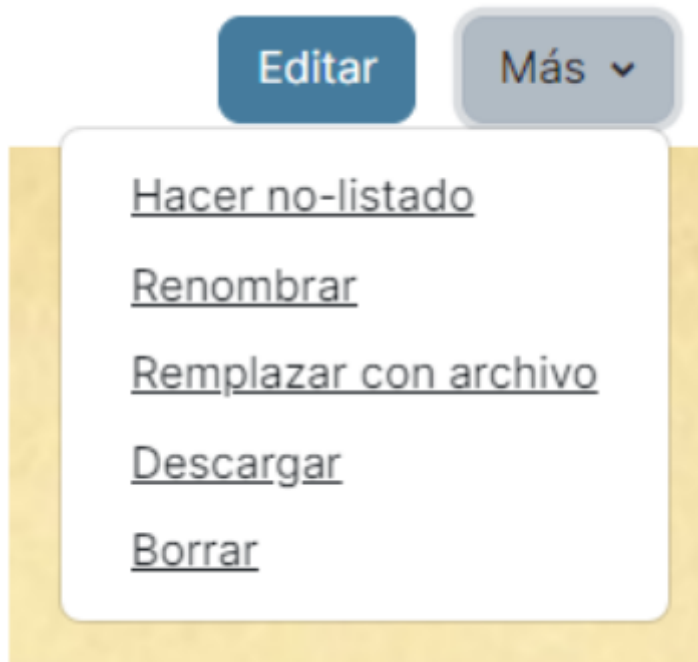 Editar
Más
Hacer no-listado
Renombrar
Remplazar con archivo
Descargar
Borrar